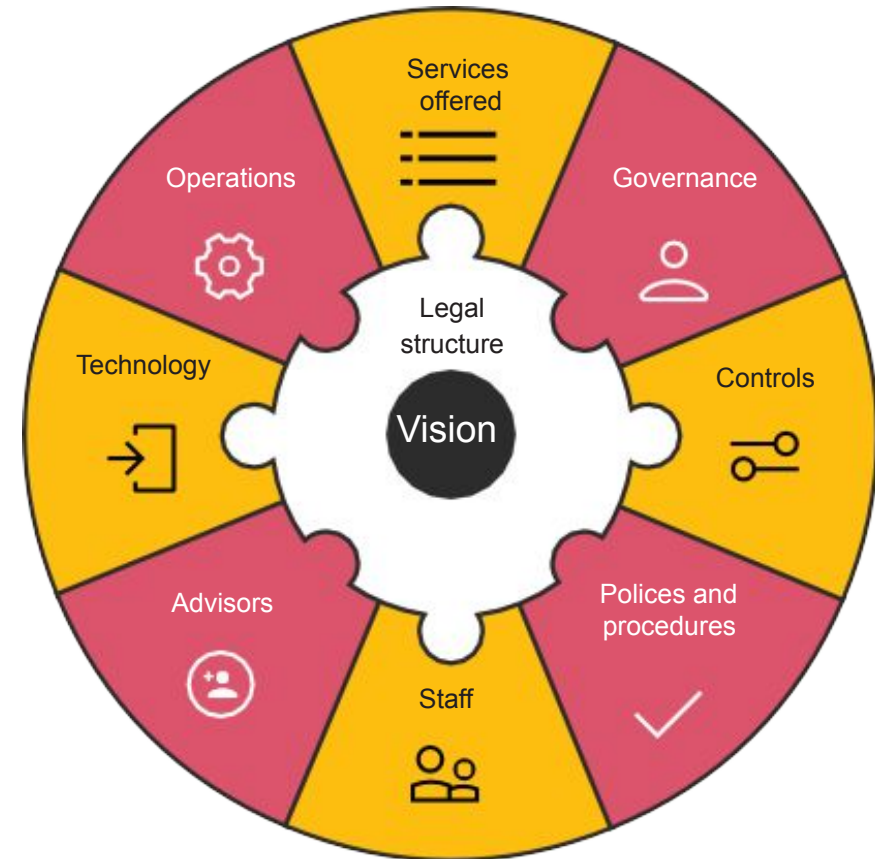 Services
offered
Governance
Controls
Polices and
procedures
Staff
Advisors
Technology
Operations
Legal
structure
Vision